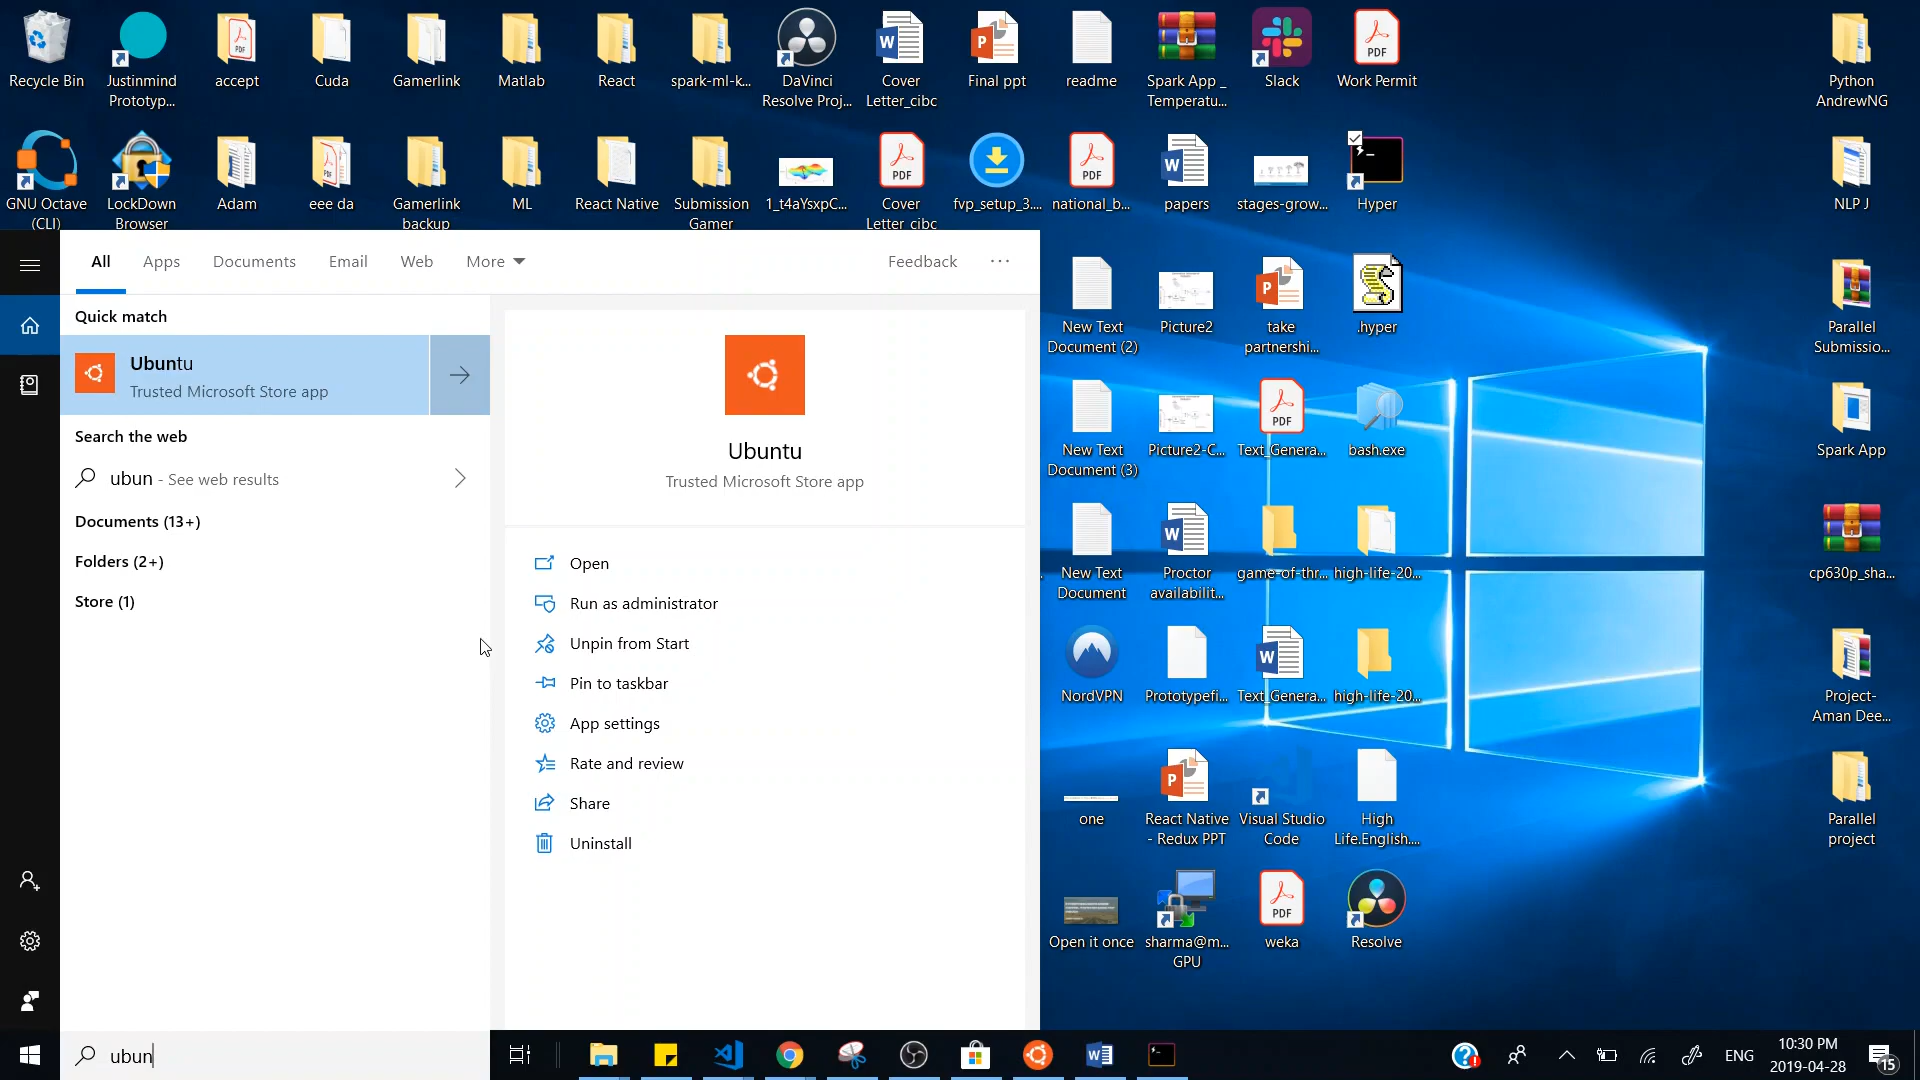 Recycle Bin
Justinmind
Prototyp...
accept
Cuda
Gamerlink
Matlab
React
spark-ml-k...
DaVinci
Resolve Proj...
Cover
Letter_cibc
Final ppt
readme
Spark App _
Temperatu...
Slack
Work Permit
Python
AndrewNG
GNU Octave
(CLI)
LockDown
Browser
Adam
eee da
Gamerlink
backup
ML
React Native
Submission
Gamer
1_t4aYsxpC...
Cover
Letter_cibc
fvp_setup_3....
national_b...
papers
stages-grow...
Hyper
NLP J
All
Apps
Documents
Email
Web
More
Feedback
Quick match
Ubuntu
Trusted Microsoft Store app
Search the web
ubun - See web results
Documents (13+)
Folders (2+)
Store (1)
Ubuntu
Trusted Microsoft Store app
Open
Run as administrator
Unpin from Start
Pin to taskbar
App settings
Rate and review
Share
Uninstall
New Text
Document (2)
Picture2
take
partnershi...
.hyper
Parallel
Submissio...
New Text
Document (3)
Picture2-C...
Text_Genera...
bash.exe
Spark App
New Text
Document
Proctor
availabilit...
game-of-thr...
high-life-20...
cp630p_sha...
NordVPN
Prototypefi...
Text_Genera...
high-life-20...
Project-
Aman Dee...
one
React Native
- Redux PPT
Visual Studio
Code
High
Life.English....
Parallel
project
Open it once
sharma@m...
GPU
weka
Resolve
ubun
ENG
10:30 PM
2019-04-28
15